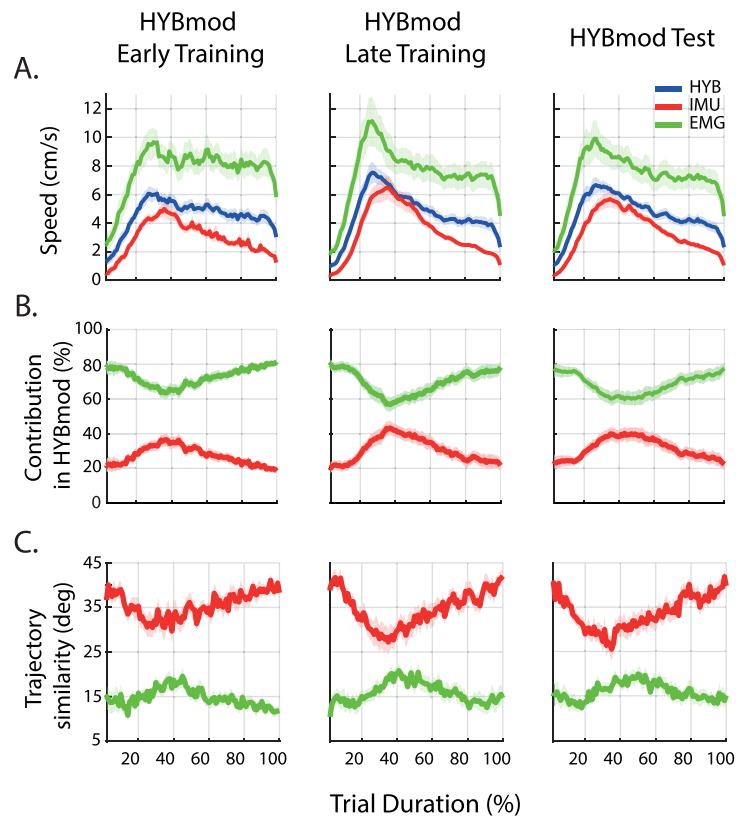 HYBmod
Early Training
HYBmod
Late Training
HYBmod Test
A.
HYB
IMU
EMG
Speed (cm/s)
12
10
8
6
4
2
0
B.
Contribution
in HYBmod (%)
100
80
60
40
20
0
C.
Trajectory
similarity (deg)
45
35
25
15
5
20 40 60 80 100
20 40 60 80 100
20 40 60 80 100
Trial Duration (%)